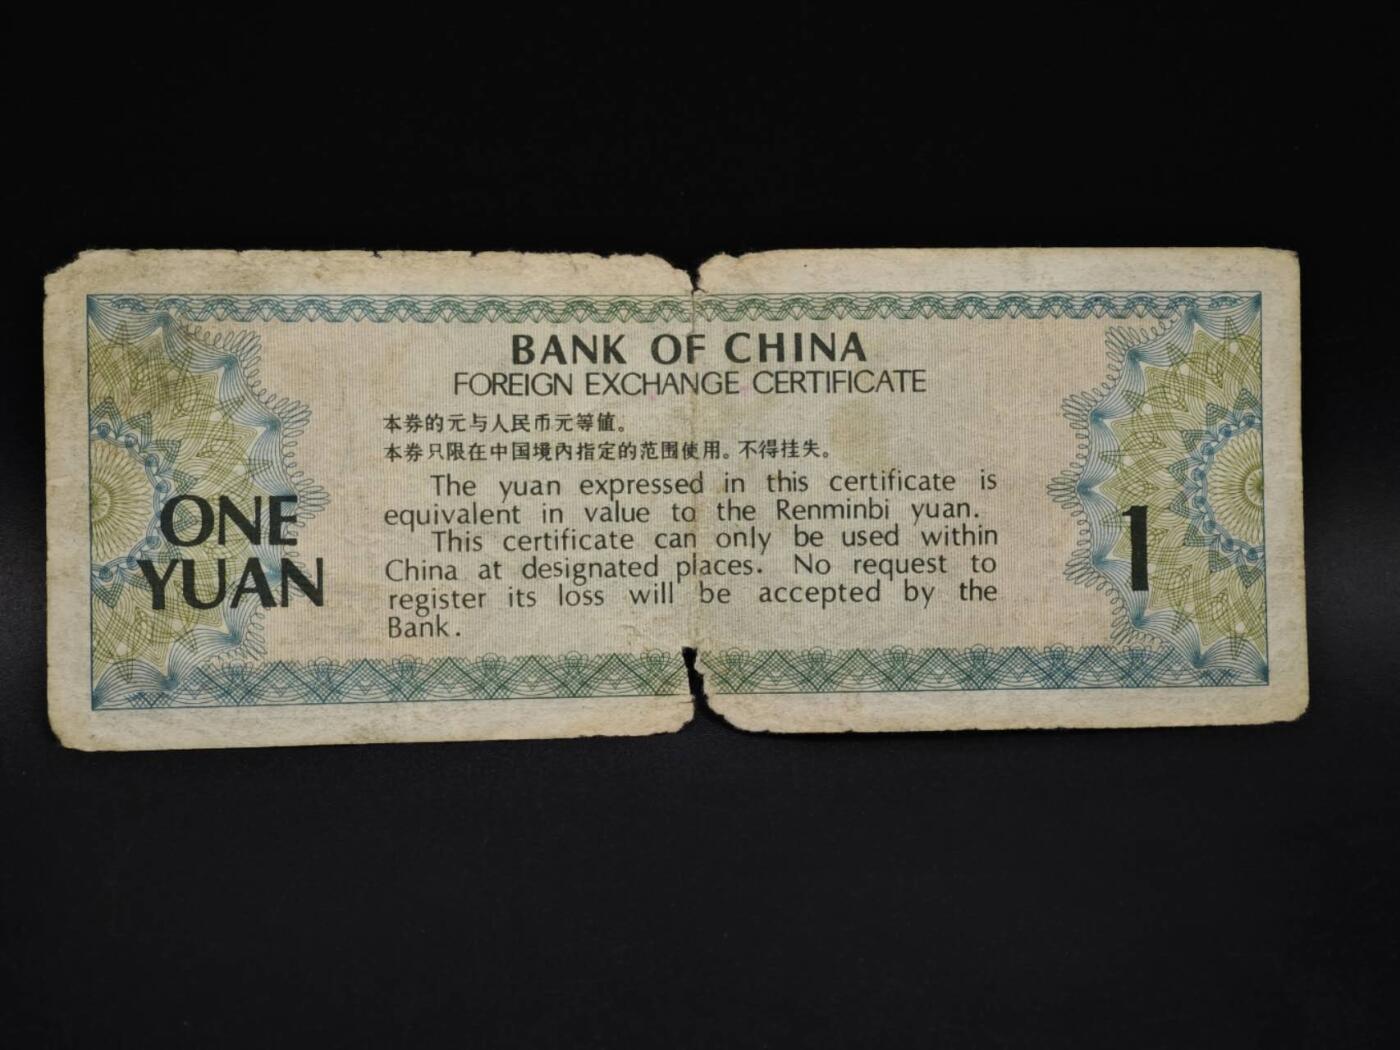 BANK OF CHINA
FOREIGN EXCHANGE CERTIFICATE
本券的元与人民币元等值。
本券只限在中国境内指定的范围使用。不得挂失。
The yuan expressed in this certificate is
equivalent in value to the Renminbi yuan.
This certificate can only be used within
China at designated places. No request to
register its loss will be accepted by the
Bank.
ONE
YUAN
1